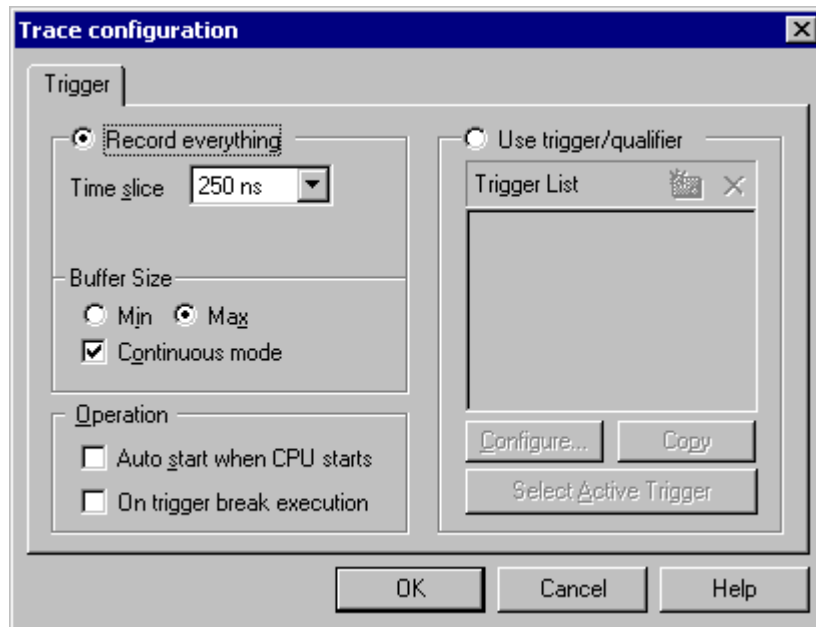 Trace configuration
Trigger
Record everything
Time slice 250 ns
Buffer Size
Min Max
Continuous mode
Operation
Auto start when CPU starts
On trigger break execution
Use trigger/qualifier
Trigger List
Configure... Copy
Select Active Trigger
OK Cancel Help